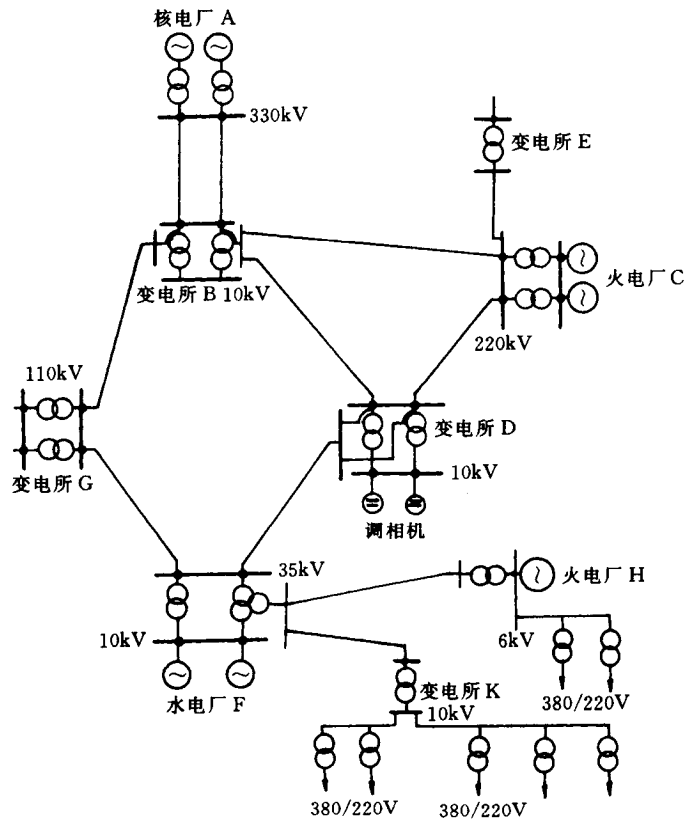 核电厂 A
330kV
变电所 E
变电所 B 10kV
火电厂 C
220kV
110kV
变电所 G
变电所 D
10kV
调相机
35kV
火电厂 H
6kV
380/220V
10kV
水电厂 F
变电所 K
10kV
380/220V
380/220V